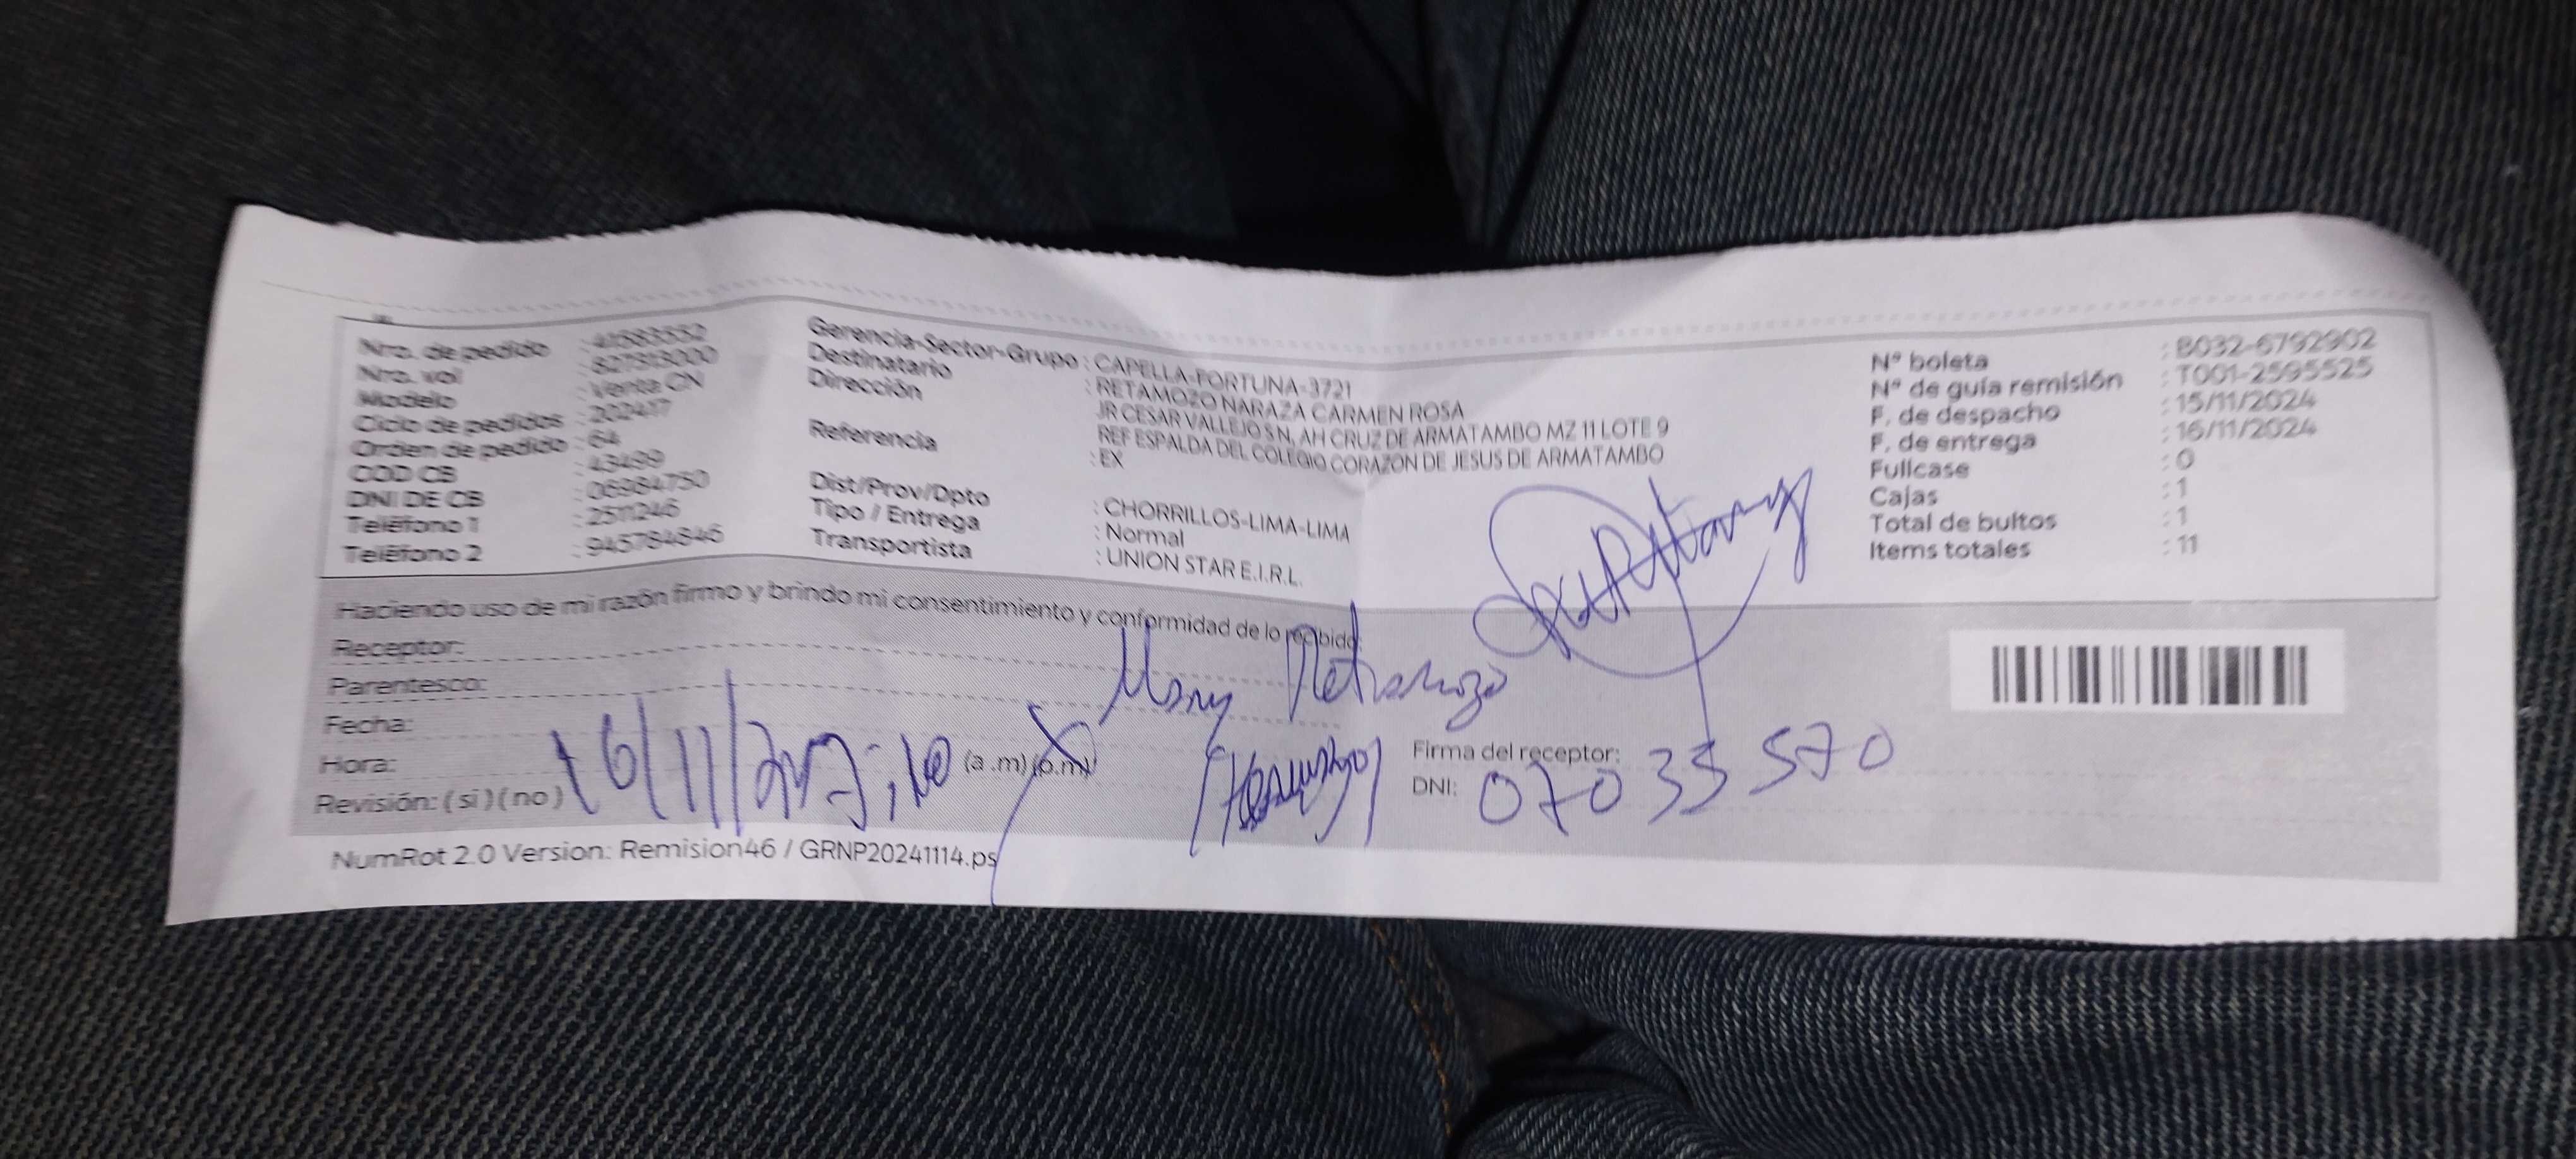 Nro. de pedido : 41583552
Nro. vol : 827313000
Modelo : Venta CN
Ciclo de pedidos : 202417
Orden de pedido : 64
COD CB : 43499
DNI DE CB : 06984750
Teléfono 1 : 2511246
Teléfono 2 : 945784846
Gerencia-Sector-Grupo : CAPELLA-FORTUNA-3721
Destinatario : RETAMOZO NARAZA CARMEN ROSA
Dirección JR CESAR VALLEJO SN, AH CRUZ DE ARMATAMBO MZ 11 LOTE 9
REF ESPALDA DEL COLEGIO CORAZON DE JESUS DE ARMATAMBO
Referencia : EX
Dist/Prov/Dpto : CHORRILLOS-LIMA-LIMA
Tipo / Entrega : Normal
Transportista : UNION STAR E.I.R.L.
N° boleta : B032-6792902
N° de guía remisión : T001-2595525
F. de despacho : 15/11/2024
F. de entrega : 16/11/2024
Fullcase : 0
Cajas : 1
Total de bultos : 1
Items totales : 11
Haciendo uso de mi razón firmo y brindo mi consentimiento y conformidad de lo recibido:
Receptor: Mary Retamozo
Parentesco:
Fecha: 16/11/
Hora: (a .m) (p.m)
Revisión: ( si ) ( no )
Firma del receptor:
DNI: 07035570
NumRot 2.0 Version: Remision46 / GRNP20241114.ps